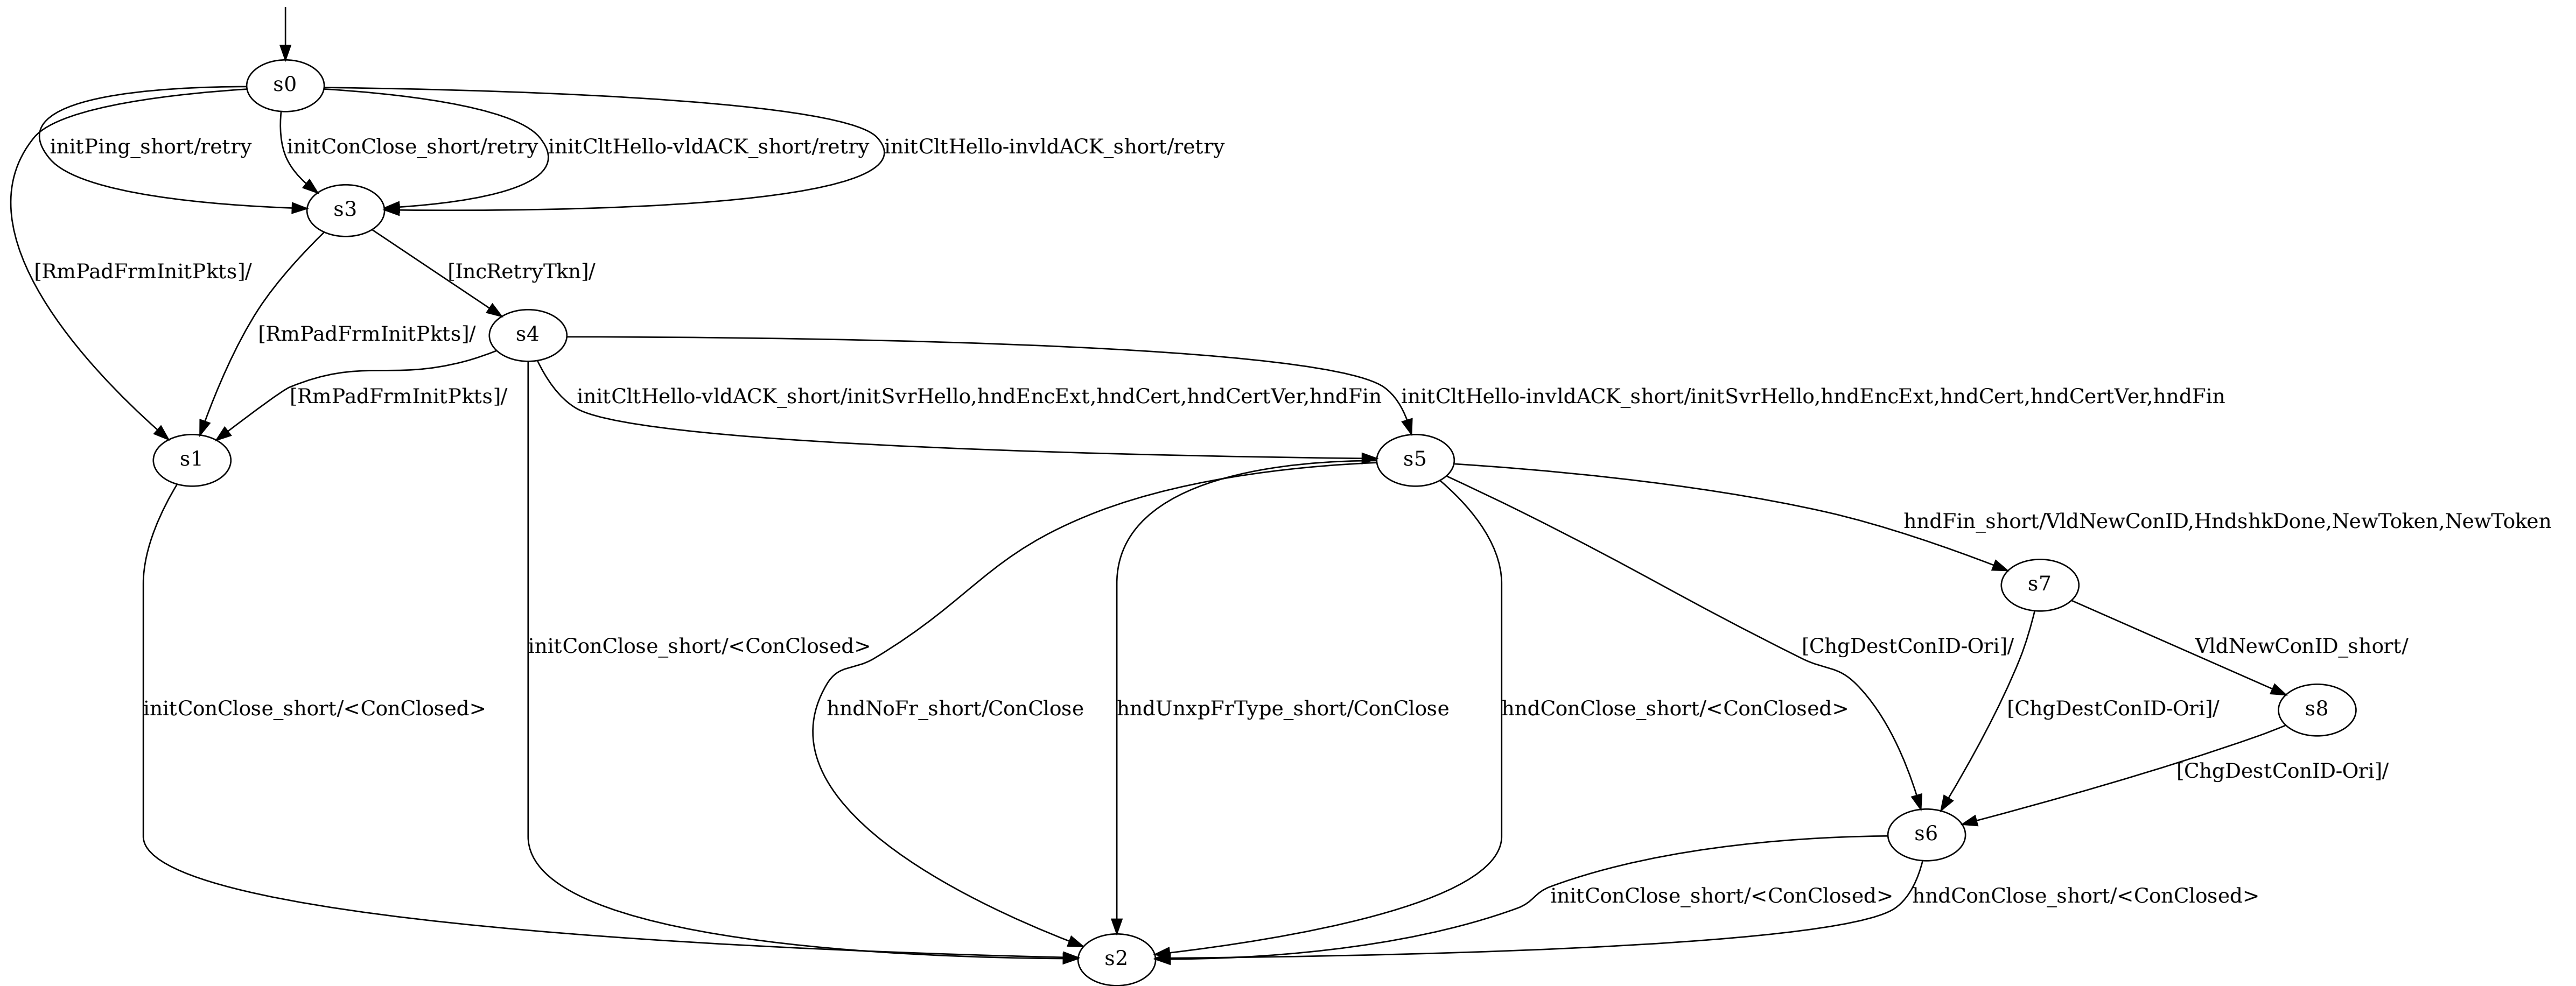 s0
initPing_short/retry
initConClose_short/retry
initCltHello-vldACK_short/retry
initCltHello-invldACK_short/retry
s3
[RmPadFrmInitPkts]/
[IncRetryTkn]/
[RmPadFrmInitPkts]/
s4
[RmPadFrmInitPkts]/
initCltHello-vldACK_short/initSvrHello,hndEncExt,hndCert,hndCertVer,hndFin
initCltHello-invldACK_short/initSvrHello,hndEncExt,hndCert,hndCertVer,hndFin
s1
s5
hndFin_short/VldNewConID,HndshkDone,NewToken,NewToken
s7
initConClose_short/<ConClosed>
[ChgDestConID-Ori]/
VldNewConID_short/
initConClose_short/<ConClosed>
hndNoFr_short/ConClose
hndUnxpFrType_short/ConClose
hndConClose_short/<ConClosed>
[ChgDestConID-Ori]/
s8
[ChgDestConID-Ori]/
s6
initConClose_short/<ConClosed>
hndConClose_short/<ConClosed>
s2